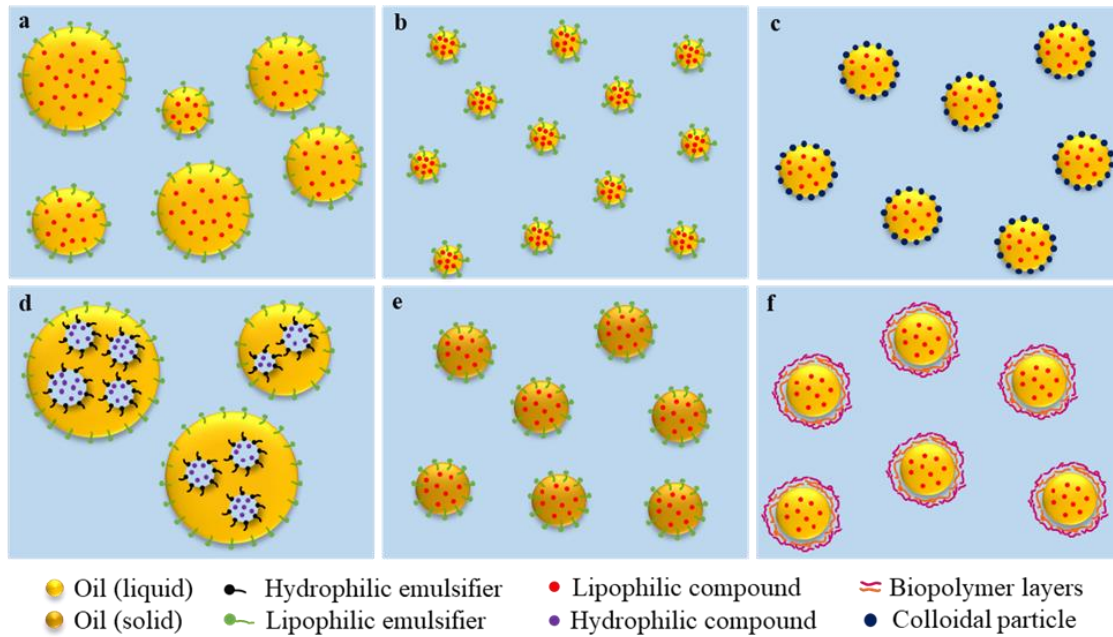 a
b
c
d
e
f
Oil (liquid)
Hydrophilic emulsifier
Lipophilic compound
Biopolymer layers
Oil (solid)
Lipophilic emulsifier
Hydrophilic compound
Colloidal particle